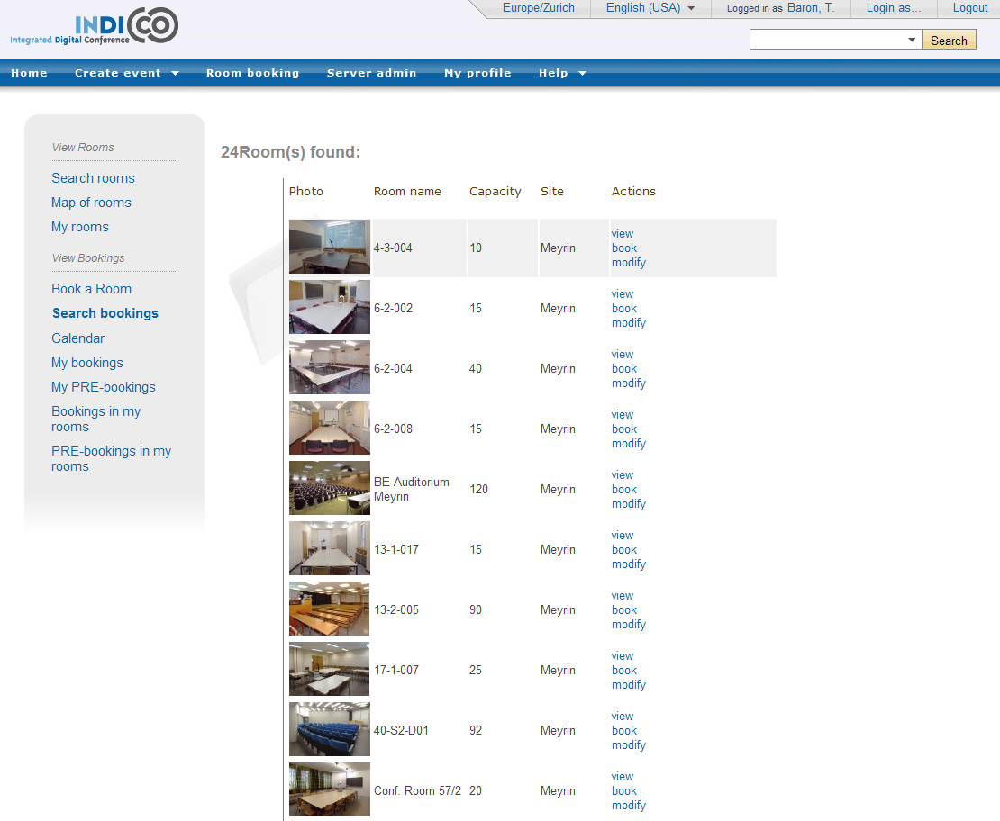 Europe/Zurich English (USA) Logged in as Baron, T. Login as... Logout
INDICO
Integrated Digital Conference
Search
Home Create event Room booking Server admin My profile Help
View Rooms
Search rooms
Map of rooms
My rooms
View Bookings
Book a Room
Search bookings
Calendar
My bookings
My PRE-bookings
Bookings in my
rooms
PRE-bookings in my
rooms
24Room(s) found:
Photo Room name Capacity Site Actions
4-3-004 10 Meyrin view
book
modify
6-2-002 15 Meyrin view
book
modify
6-2-004 40 Meyrin view
book
modify
6-2-008 15 Meyrin view
book
modify
BE Auditorium
Meyrin 120 Meyrin view
book
modify
13-1-017 15 Meyrin view
book
modify
13-2-005 90 Meyrin view
book
modify
17-1-007 25 Meyrin view
book
modify
40-S2-D01 92 Meyrin view
book
modify
Conf. Room 57/2 20 Meyrin view
book
modify